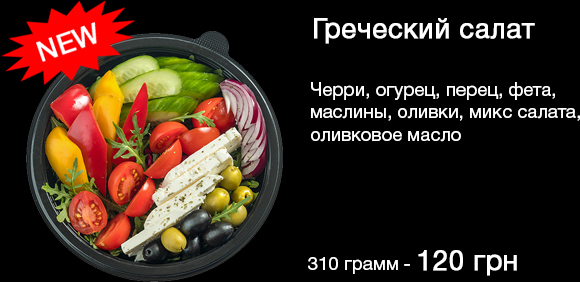 NEW
Греческий салат
Черри, огурец, перец, фета,
маслины, оливки, микс салата,
оливковое масло
310 грамм - 120 грн